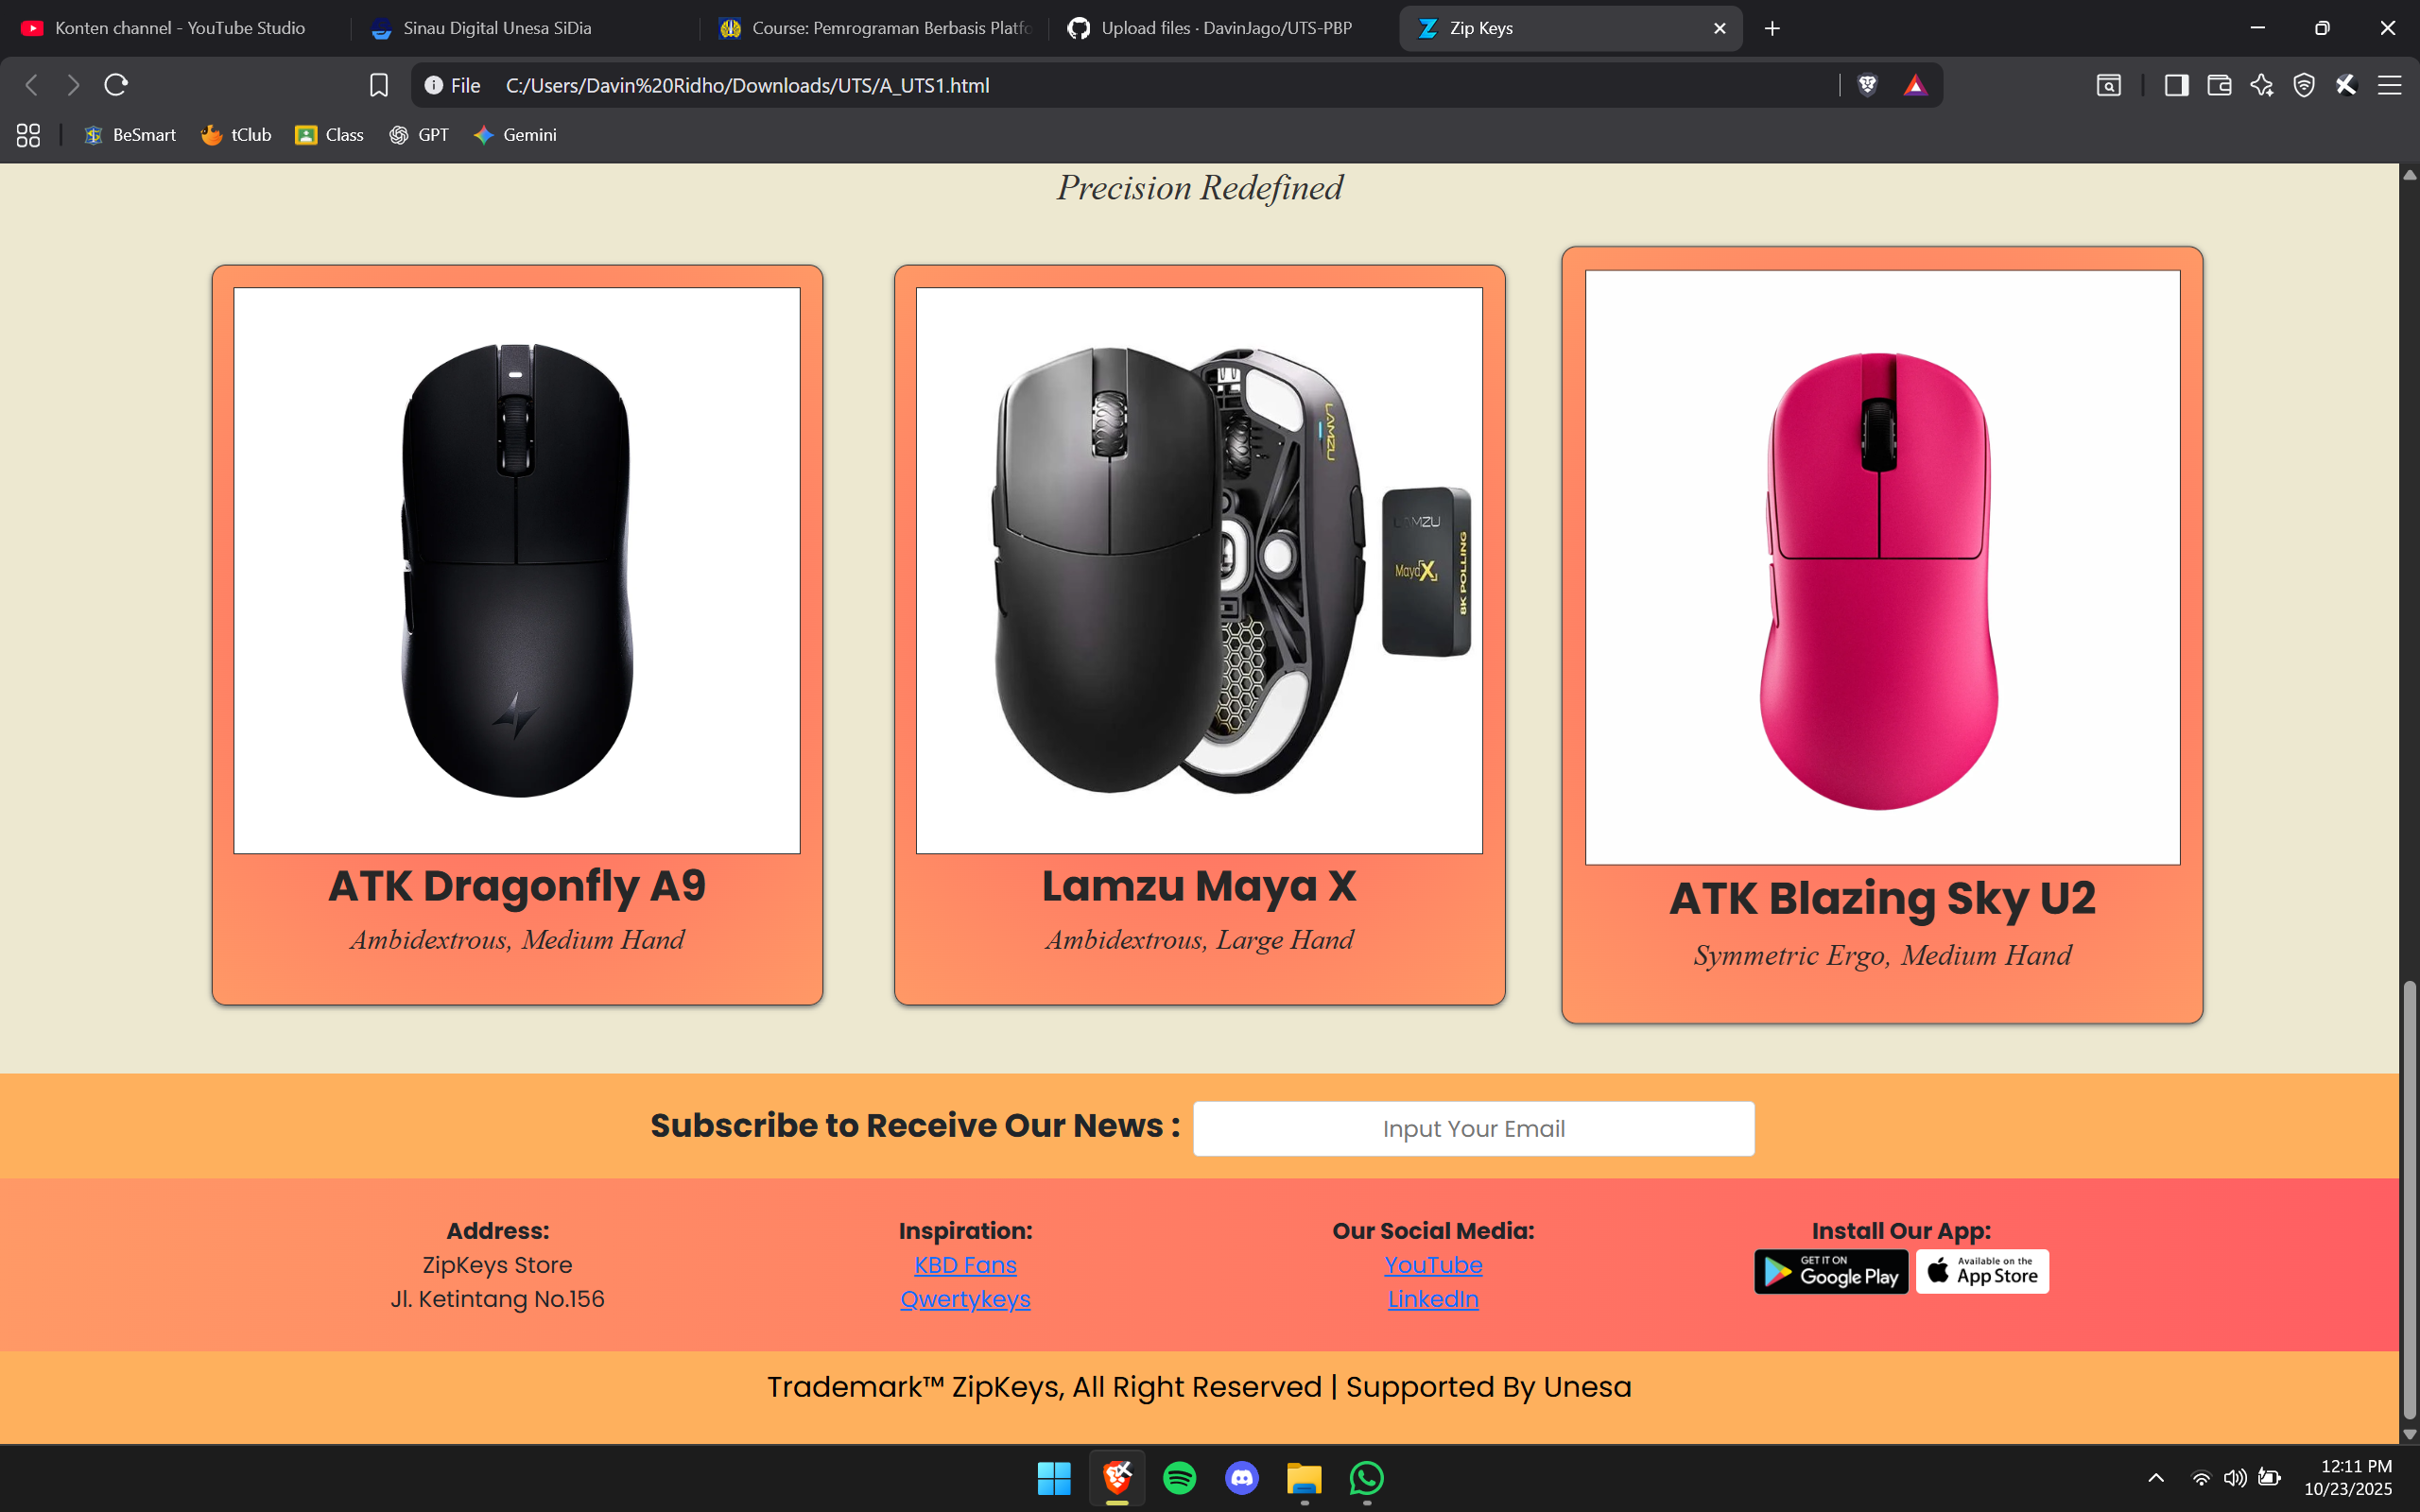 Konten channel - YouTube Studio
Sinau Digital Unesa SiDia
Course: Pemrograman Berbasis Platfo
Upload files · DavinJago/UTS-PBP
Zip Keys
File C:/Users/Davin%20Ridho/Downloads/UTS/A_UTS1.html
BeSmart
tClub
Class
GPT
Gemini
Precision Redefined
LAMZU
LAMZU
MayaX
8K POLLING
ATK Dragonfly A9
Ambidextrous, Medium Hand
Lamzu Maya X
Ambidextrous, Large Hand
ATK Blazing Sky U2
Symmetric Ergo, Medium Hand
Subscribe to Receive Our News :
Input Your Email
Address:
ZipKeys Store
Jl. Ketintang No.156
Inspiration:
KBD Fans
Qwertykeys
Our Social Media:
YouTube
LinkedIn
Install Our App:
GET IT ON
Google Play
Available on the
App Store
Trademark™ ZipKeys, All Right Reserved | Supported By Unesa
12:11 PM
10/23/2025